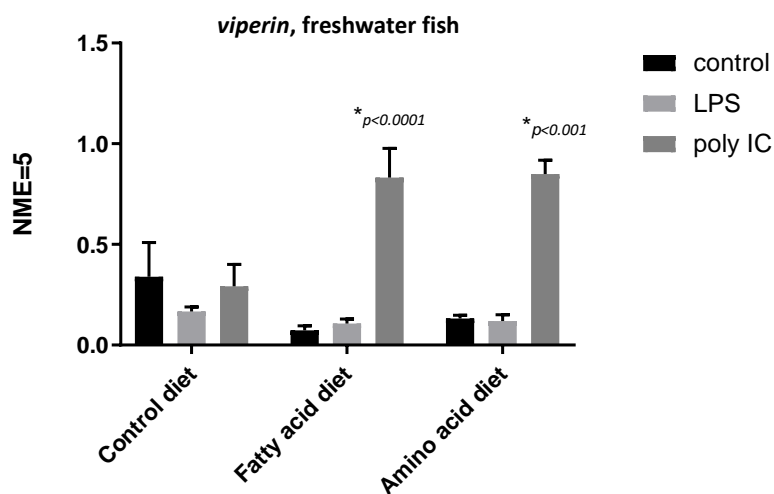 viperin, freshwater fish
NME=5
1.5
1.0
0.5
0.0
* p<0.0001
* p<0.001
control
LPS
poly IC
Control diet
Fatty acid diet
Amino acid diet